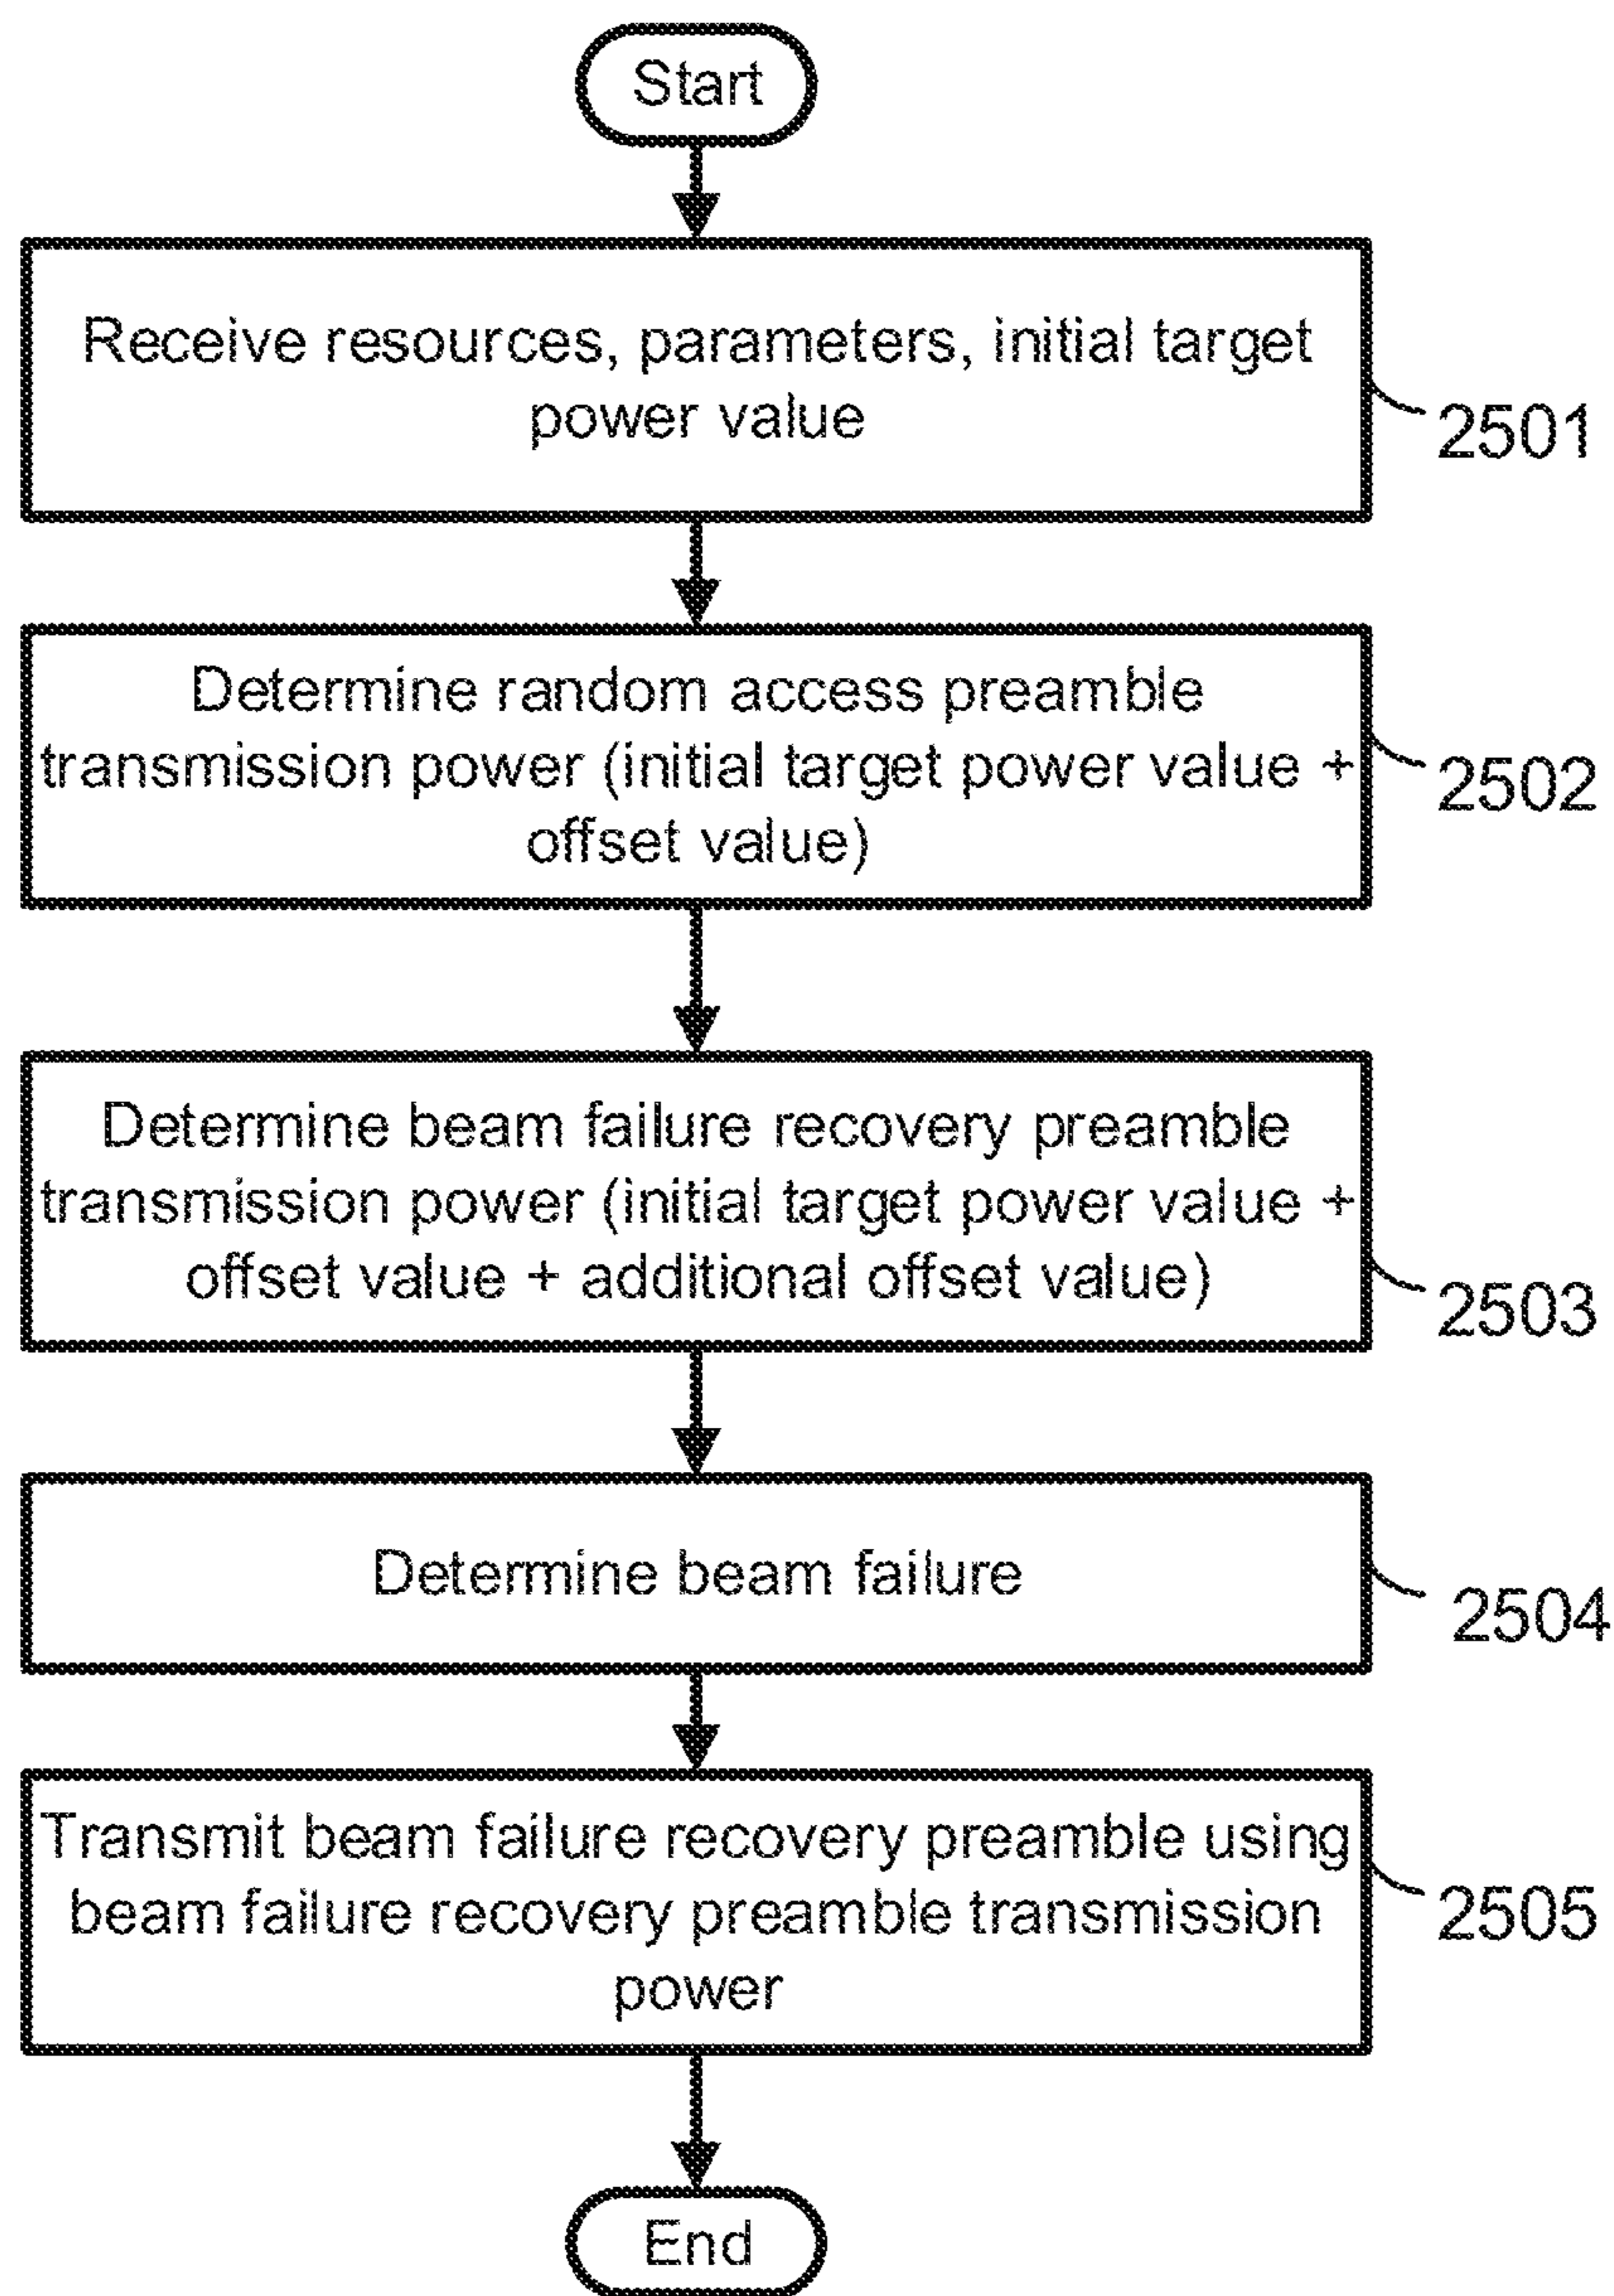 Start
Receive resources, parameters, initial target
power value
2501
Determine random access preamble
transmission power (initial target power value +
offset value)
2502
Determine beam failure recovery preamble
transmission power (initial target power value +
offset value + additional offset value)
2503
Determine beam failure
2504
Transmit beam failure recovery preamble using
beam failure recovery preamble transmission
power
2505
End